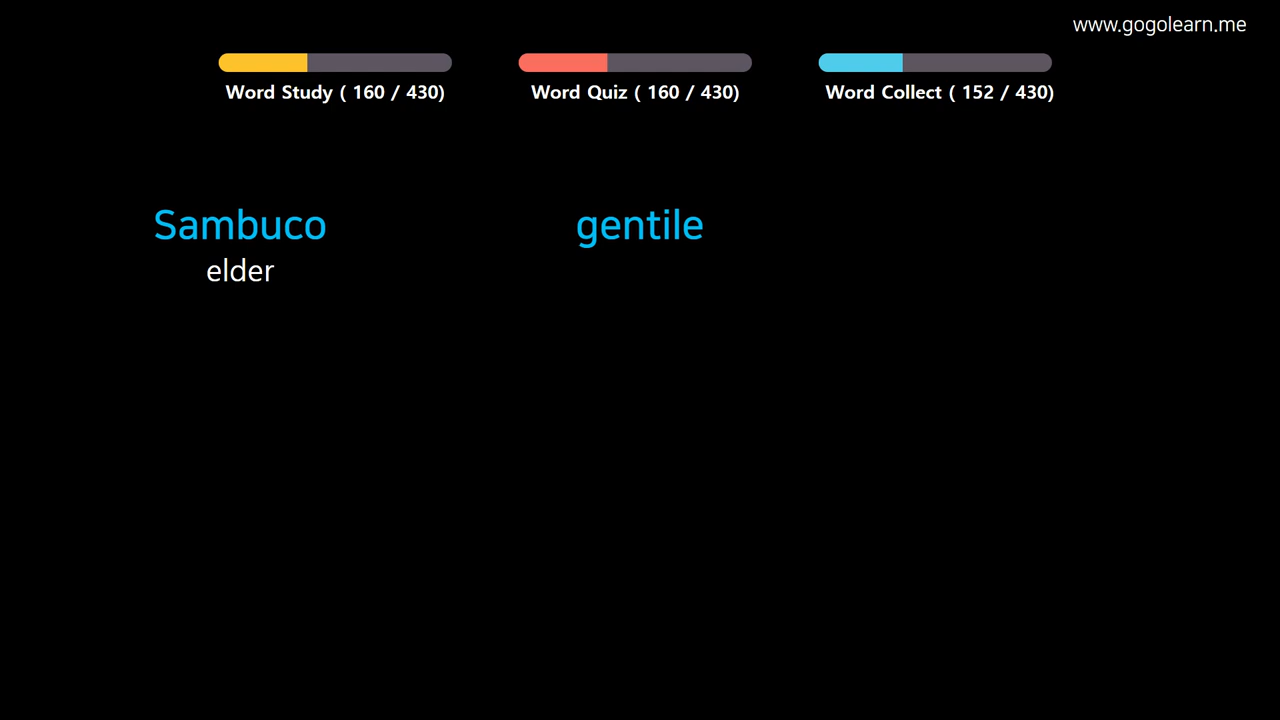 www.gogolearn.me
Word Study ( 160 / 430)
Word Quiz ( 160 / 430)
Word Collect ( 152 / 430)
Sambuco
elder
gentile